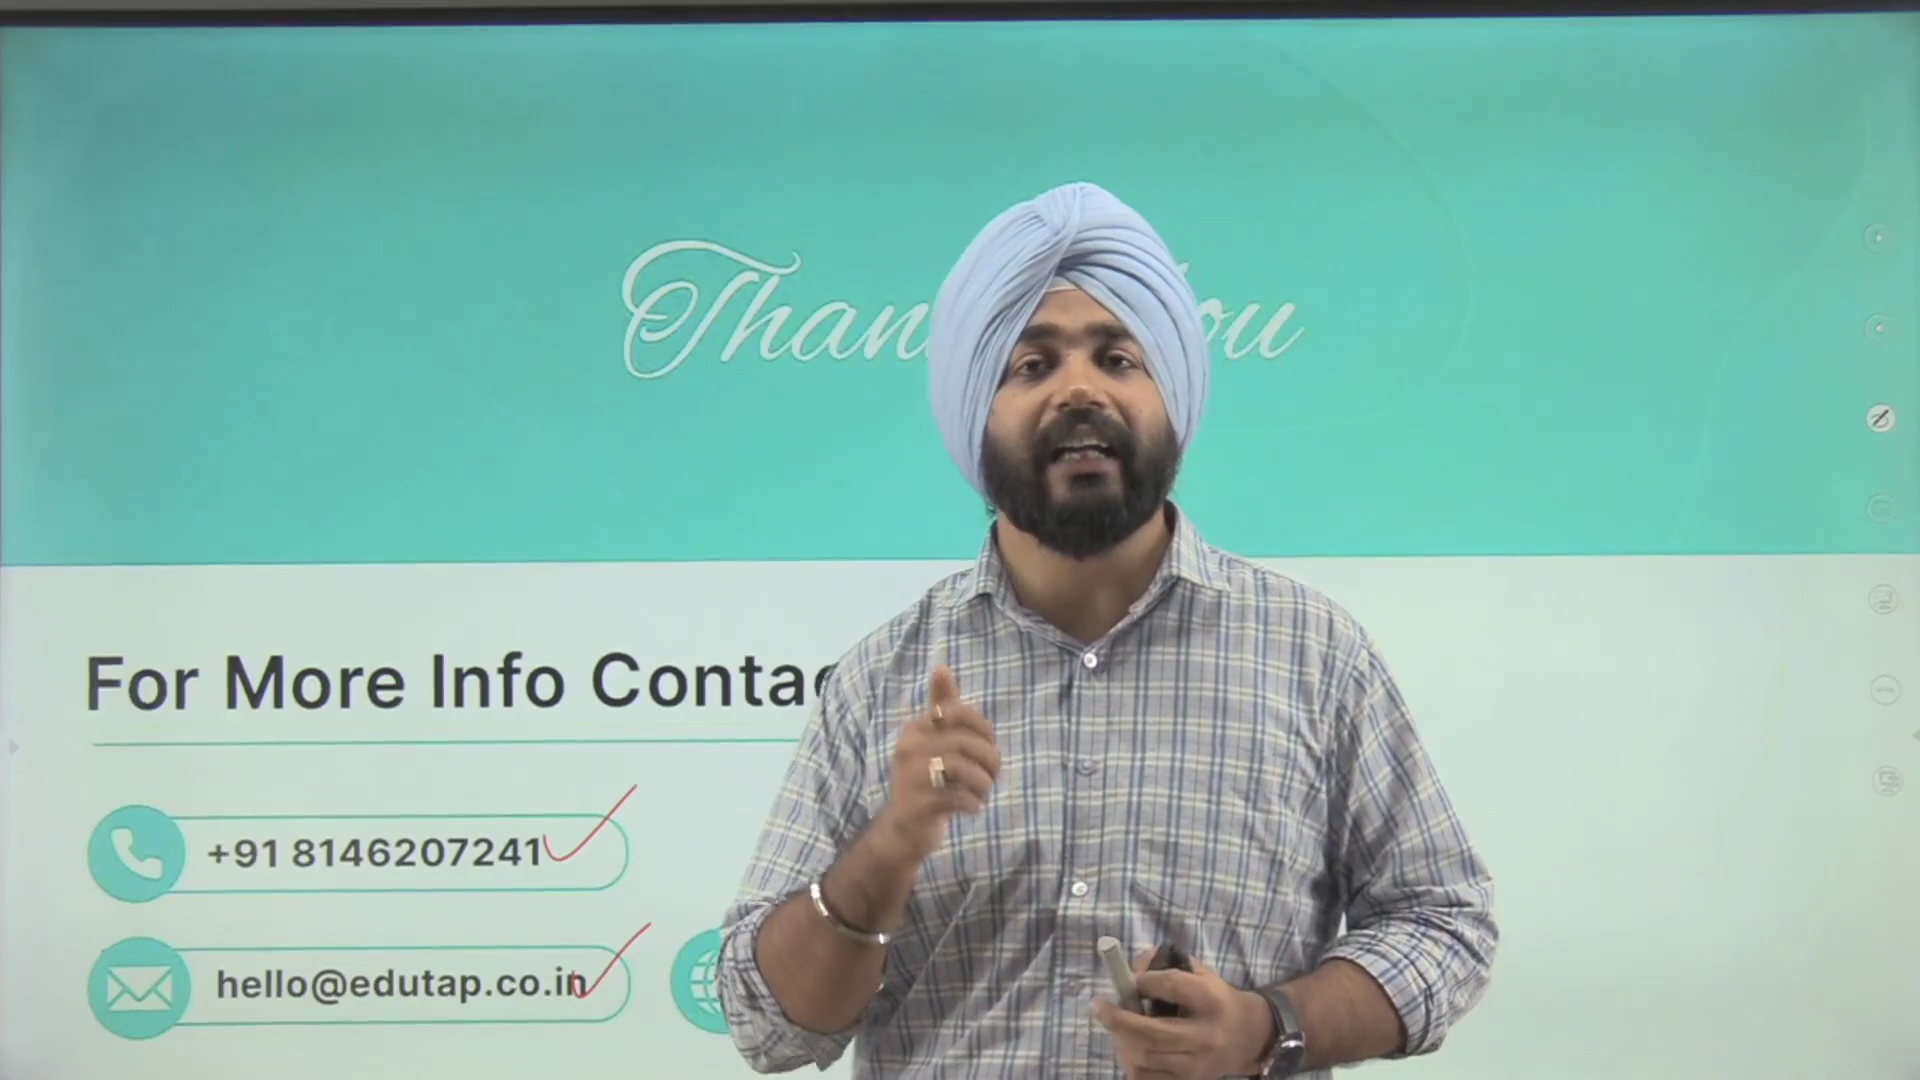 Than ou
For More Info Contac
+91 8146207241
hello@edutap.co.in